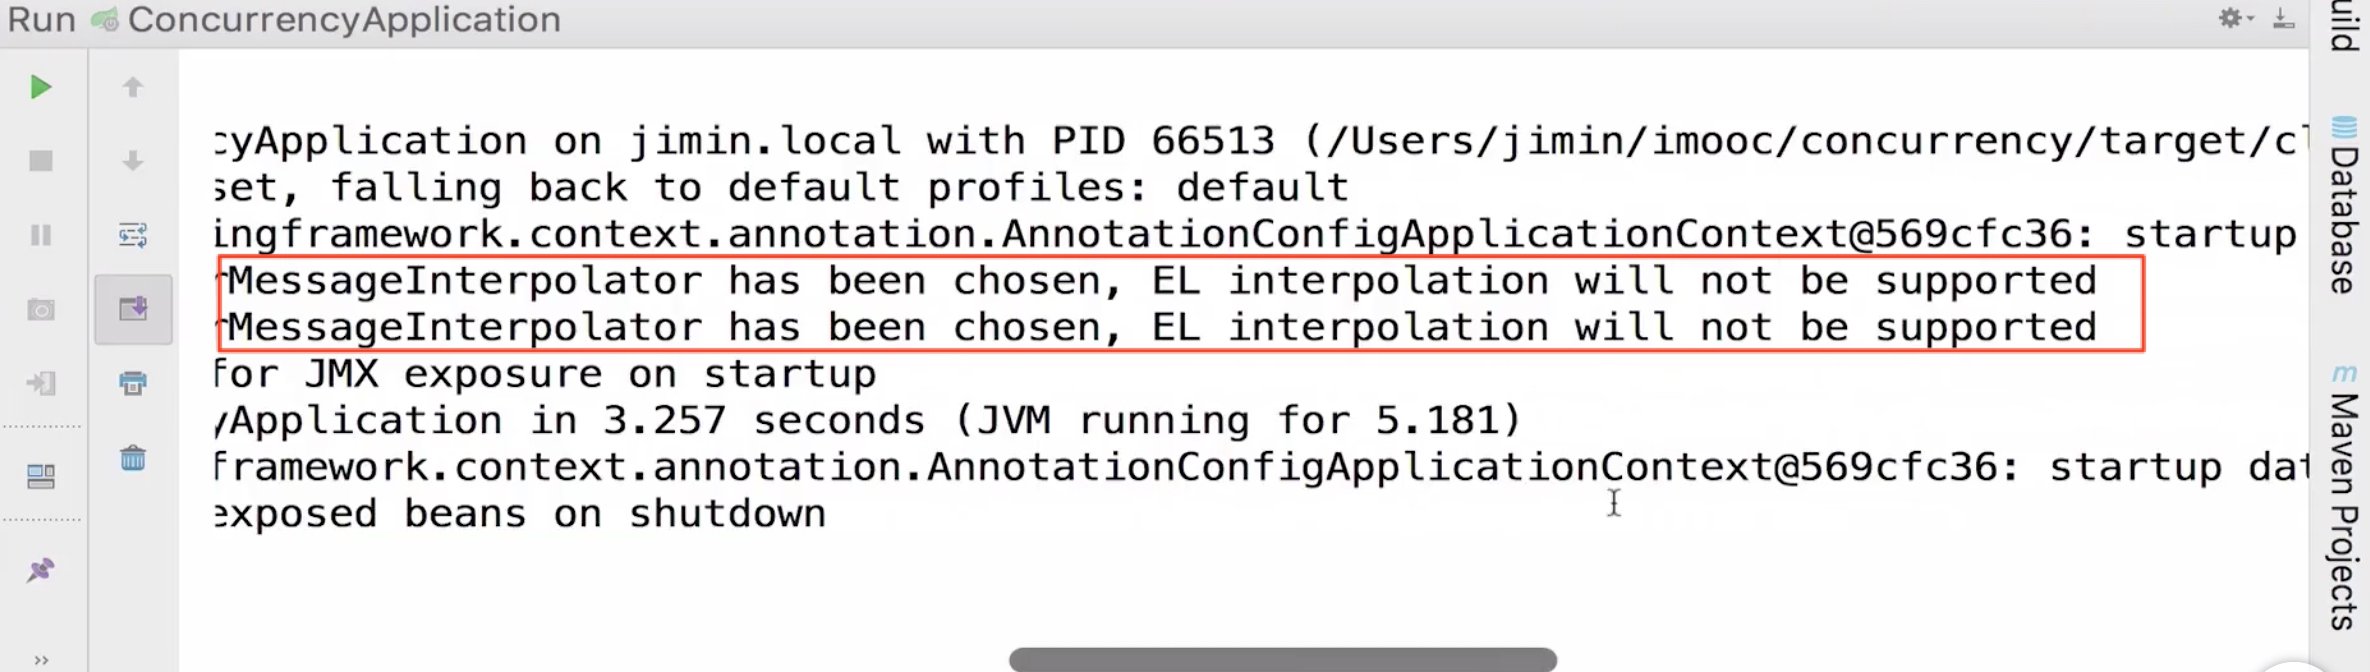 Run ConcurrencyApplication
cyApplication on jimin.local with PID 66513 (/Users/jimin/imooc/concurrency/target/cl
set, falling back to default profiles: default
ingframework.context.annotation.AnnotationConfigApplicationContext@569cfc36: startup
rMessageInterpolator has been chosen, EL interpolation will not be supported
rMessageInterpolator has been chosen, EL interpolation will not be supported
for JMX exposure on startup
yApplication in 3.257 seconds (JVM running for 5.181)
framework.context.annotation.AnnotationConfigApplicationContext@569cfc36: startup dat
exposed beans on shutdown
uild
Database
m Maven Projects